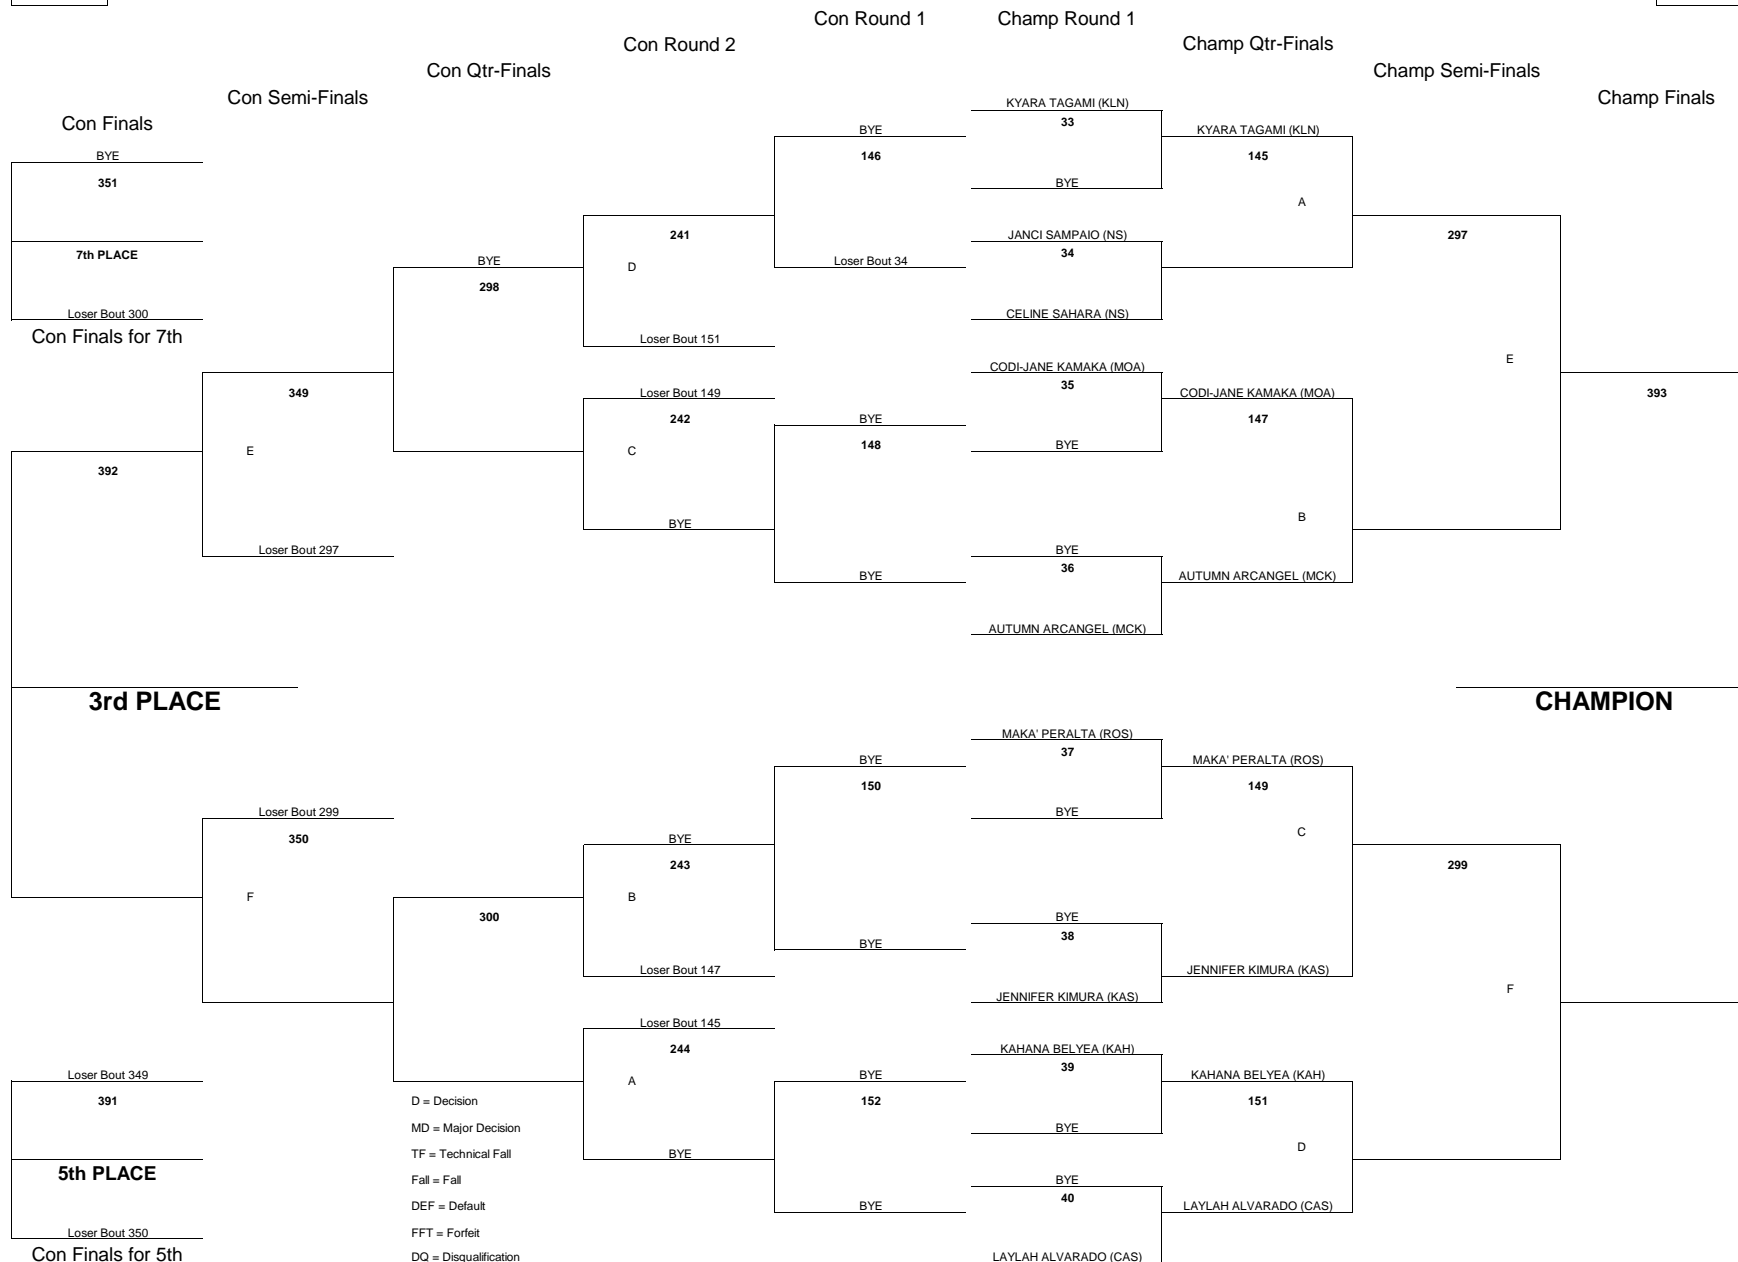 Con Round 1
Champ Round 1
Con Round 2
Champ Qtr-Finals
Con Qtr-Finals
Champ Semi-Finals
Con Semi-Finals
Champ Finals
KYARA TAGAMI (KLN)
Con Finals
33
BYE
KYARA TAGAMI (KLN)
BYE
146
145
351
BYE
A
241
JANCI SAMPAIO (NS)
297
7th PLACE
34
BYE
D
Loser Bout 34
298
Loser Bout 300
CELINE SAHARA (NS)
Con Finals for 7th
Loser Bout 151
E
CODI-JANE KAMAKA (MOA)
35
349
Loser Bout 149
CODI-JANE KAMAKA (MOA)
393
242
BYE
147
E
C
148
BYE
392
B
BYE
Loser Bout 297
BYE
36
BYE
AUTUMN ARCANGEL (MCK)
AUTUMN ARCANGEL (MCK)
3rd PLACE
CHAMPION
MAKA' PERALTA (ROS)
37
BYE
MAKA' PERALTA (ROS)
150
149
Loser Bout 299
BYE
350
BYE
C
243
299
F
B
300
BYE
38
BYE
Loser Bout 147
JENNIFER KIMURA (KAS)
JENNIFER KIMURA (KAS)
F
Loser Bout 145
244
KAHANA BELYEA (KAH)
39
Loser Bout 349
A
BYE
KAHANA BELYEA (KAH)
391
D = Decision
152
151
MD = Major Decision
BYE
TF = Technical Fall
BYE
D
5th PLACE
Fall = Fall
BYE
40
DEF = Default
BYE
LAYLAH ALVARADO (CAS)
Loser Bout 350
FFT = Forfeit
Con Finals for 5th
DQ = Disqualification
LAYLAH ALVARADO (CAS)